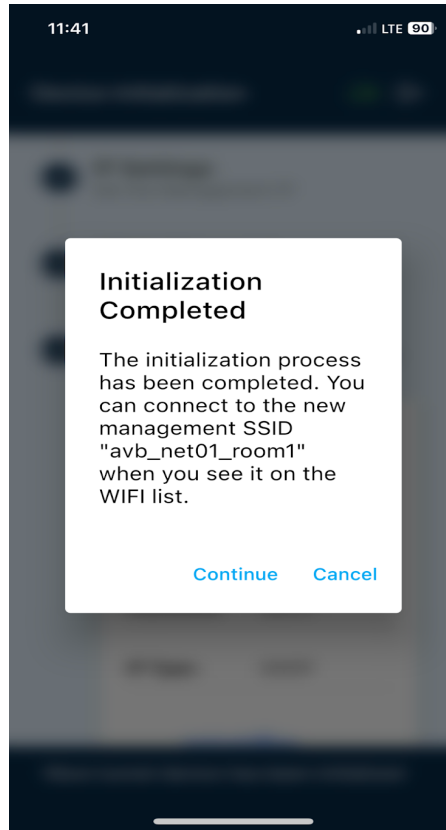 11:41
LTE 90
Initialization
Completed
The initialization process
has been completed. You
can connect to the new
management SSID
"avb_net01_room1"
when you see it on the
WIFI list.
Continue Cancel